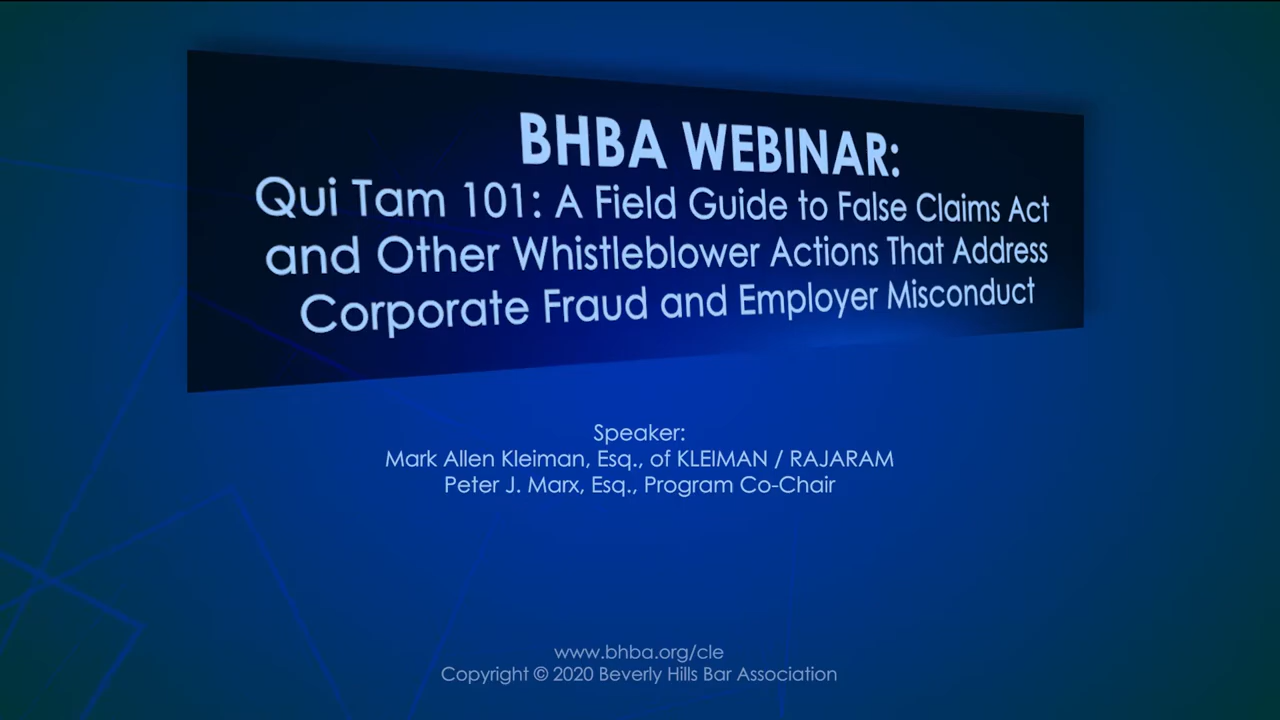 BHBA WEBINAR:
Qui Tam 101: A Field Guide to False Claims Act
and Other Whistleblower Actions That Address
Corporate Fraud and Employer Misconduct
Speaker:
Mark Allen Kleiman, Esq., of KLEIMAN / RAJARAM
Peter J. Marx, Esq., Program Co-Chair
www.bhba.org/cle
Copyright © 2020 Beverly Hills Bar Association